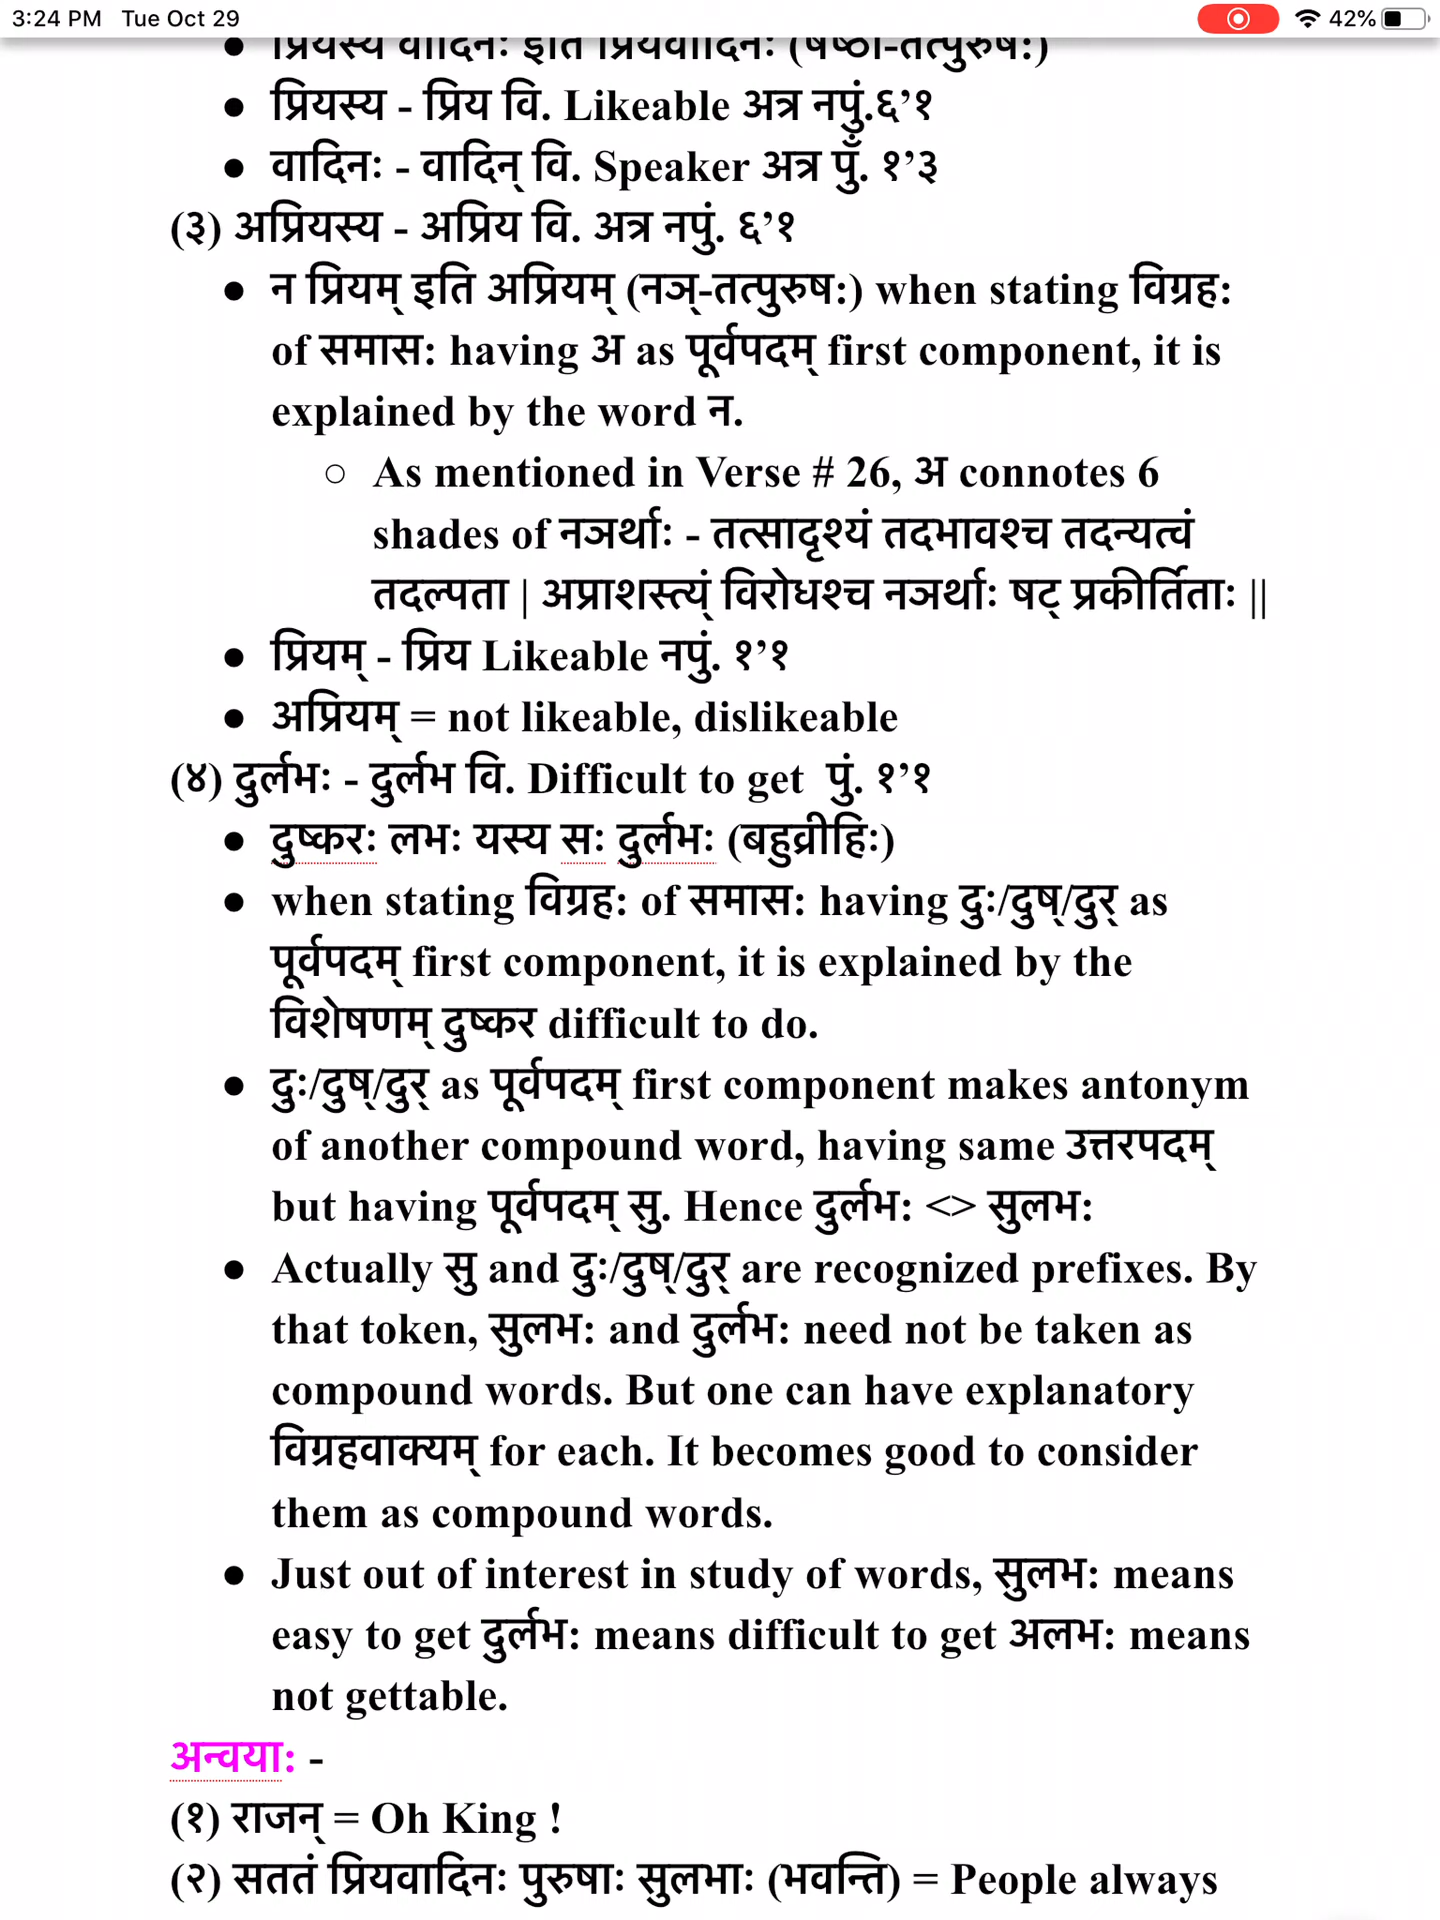 3:24 PM Tue Oct 29 42%
• प्रियस्य वादिनः इति प्रियवादिनः (षष्ठी-तत्पुरुष:)
• प्रियस्य - प्रिय वि. Likeable अत्र नपुं.६’१
• वादिनः - वादिन् वि. Speaker अत्र पुँ. १’३
(३) अप्रियस्य - अप्रिय वि. अत्र नपुं. ६’१
• न प्रियम् इति अप्रियम् (नञ्-तत्पुरुष:) when stating विग्रह:
of समास: having अ as पूर्वपदम् first component, it is
explained by the word न.
○ As mentioned in Verse # 26, अ connotes 6
shades of नञर्थाः - तत्सादृश्यं तदभावश्च तदन्यत्वं
तदल्पता | अप्राशस्त्यं विरोधश्च नञर्थाः षट् प्रकीर्तिताः ||
• प्रियम् - प्रिय Likeable नपुं. १’१
• अप्रियम् = not likeable, dislikeable
(४) दुर्लभः - दुर्लभ वि. Difficult to get पुं. १’१
• दुष्करः लभः यस्य सः दुर्लभः (बहुव्रीहिः)
• when stating विग्रह: of समास: having दुः/दुष्/दुर् as
पूर्वपदम् first component, it is explained by the
विशेषणम् दुष्कर difficult to do.
• दुः/दुष्/दुर् as पूर्वपदम् first component makes antonym
of another compound word, having same उत्तरपदम्
but having पूर्वपदम् सु. Hence दुर्लभ: <> सुलभ:
• Actually सु and दुः/दुष्/दुर् are recognized prefixes. By
that token, सुलभ: and दुर्लभ: need not be taken as
compound words. But one can have explanatory
विग्रहवाक्यम् for each. It becomes good to consider
them as compound words.
• Just out of interest in study of words, सुलभ: means
easy to get दुर्लभ: means difficult to get अलभ: means
not gettable.
अन्वया: -
(१) राजन् = Oh King !
(२) सततं प्रियवादिनः पुरुषाः सुलभाः (भवन्ति) = People always